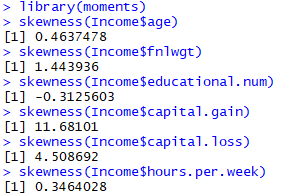 > library(moments)
> skewness(Income$age)
[1] 0.4637478
> skewness(Income$fnlwgt)
[1] 1.443936
> skewness(Income$educational.num)
[1] -0.3125603
> skewness(Income$capital.gain)
[1] 11.68101
> skewness(Income$capital.loss)
[1] 4.508692
> skewness(Income$hours.per.week)
[1] 0.3464028